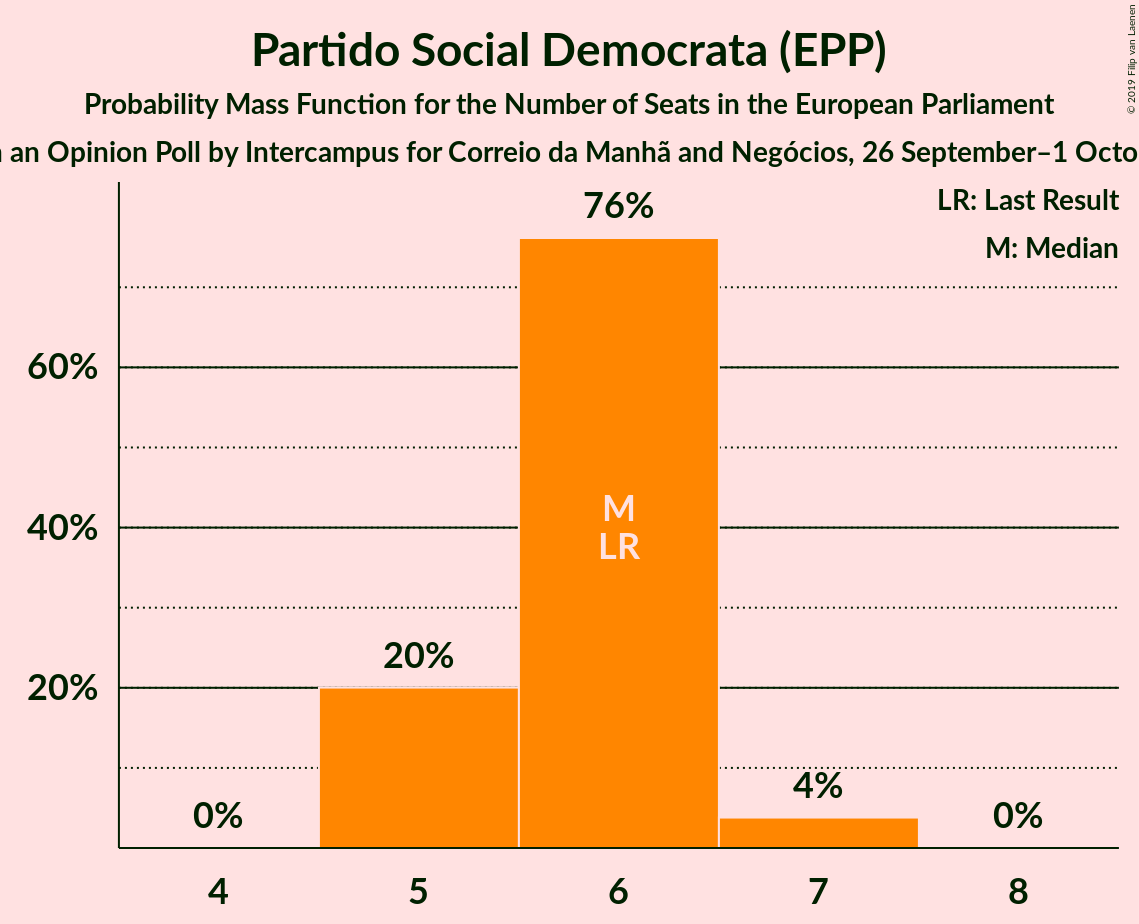 Partido Social Democrata (EPP)
Probability Mass Function for the Number of Seats in the European Parliament
an Opinion Poll by Intercampus for Correio da Manhã and Negócios, 26 September–1 Octo
© 2019 Filip van Laenen
LR: Last Result
M: Median
76%
60%
M
40%
LR
20%
20%
4%
0%
0%
4 5 6 7 8